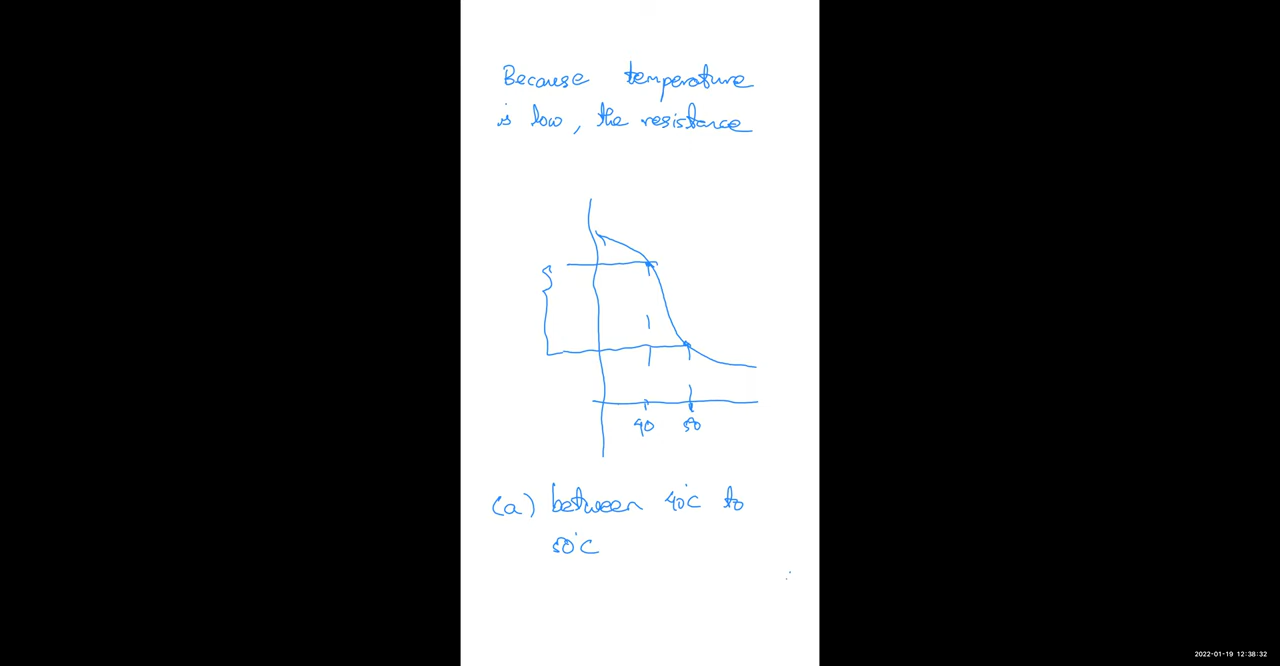 Because temperature
is low, the resistance
40 50
(a) between 40°C to
50°C
2022-01-19 12:38:32